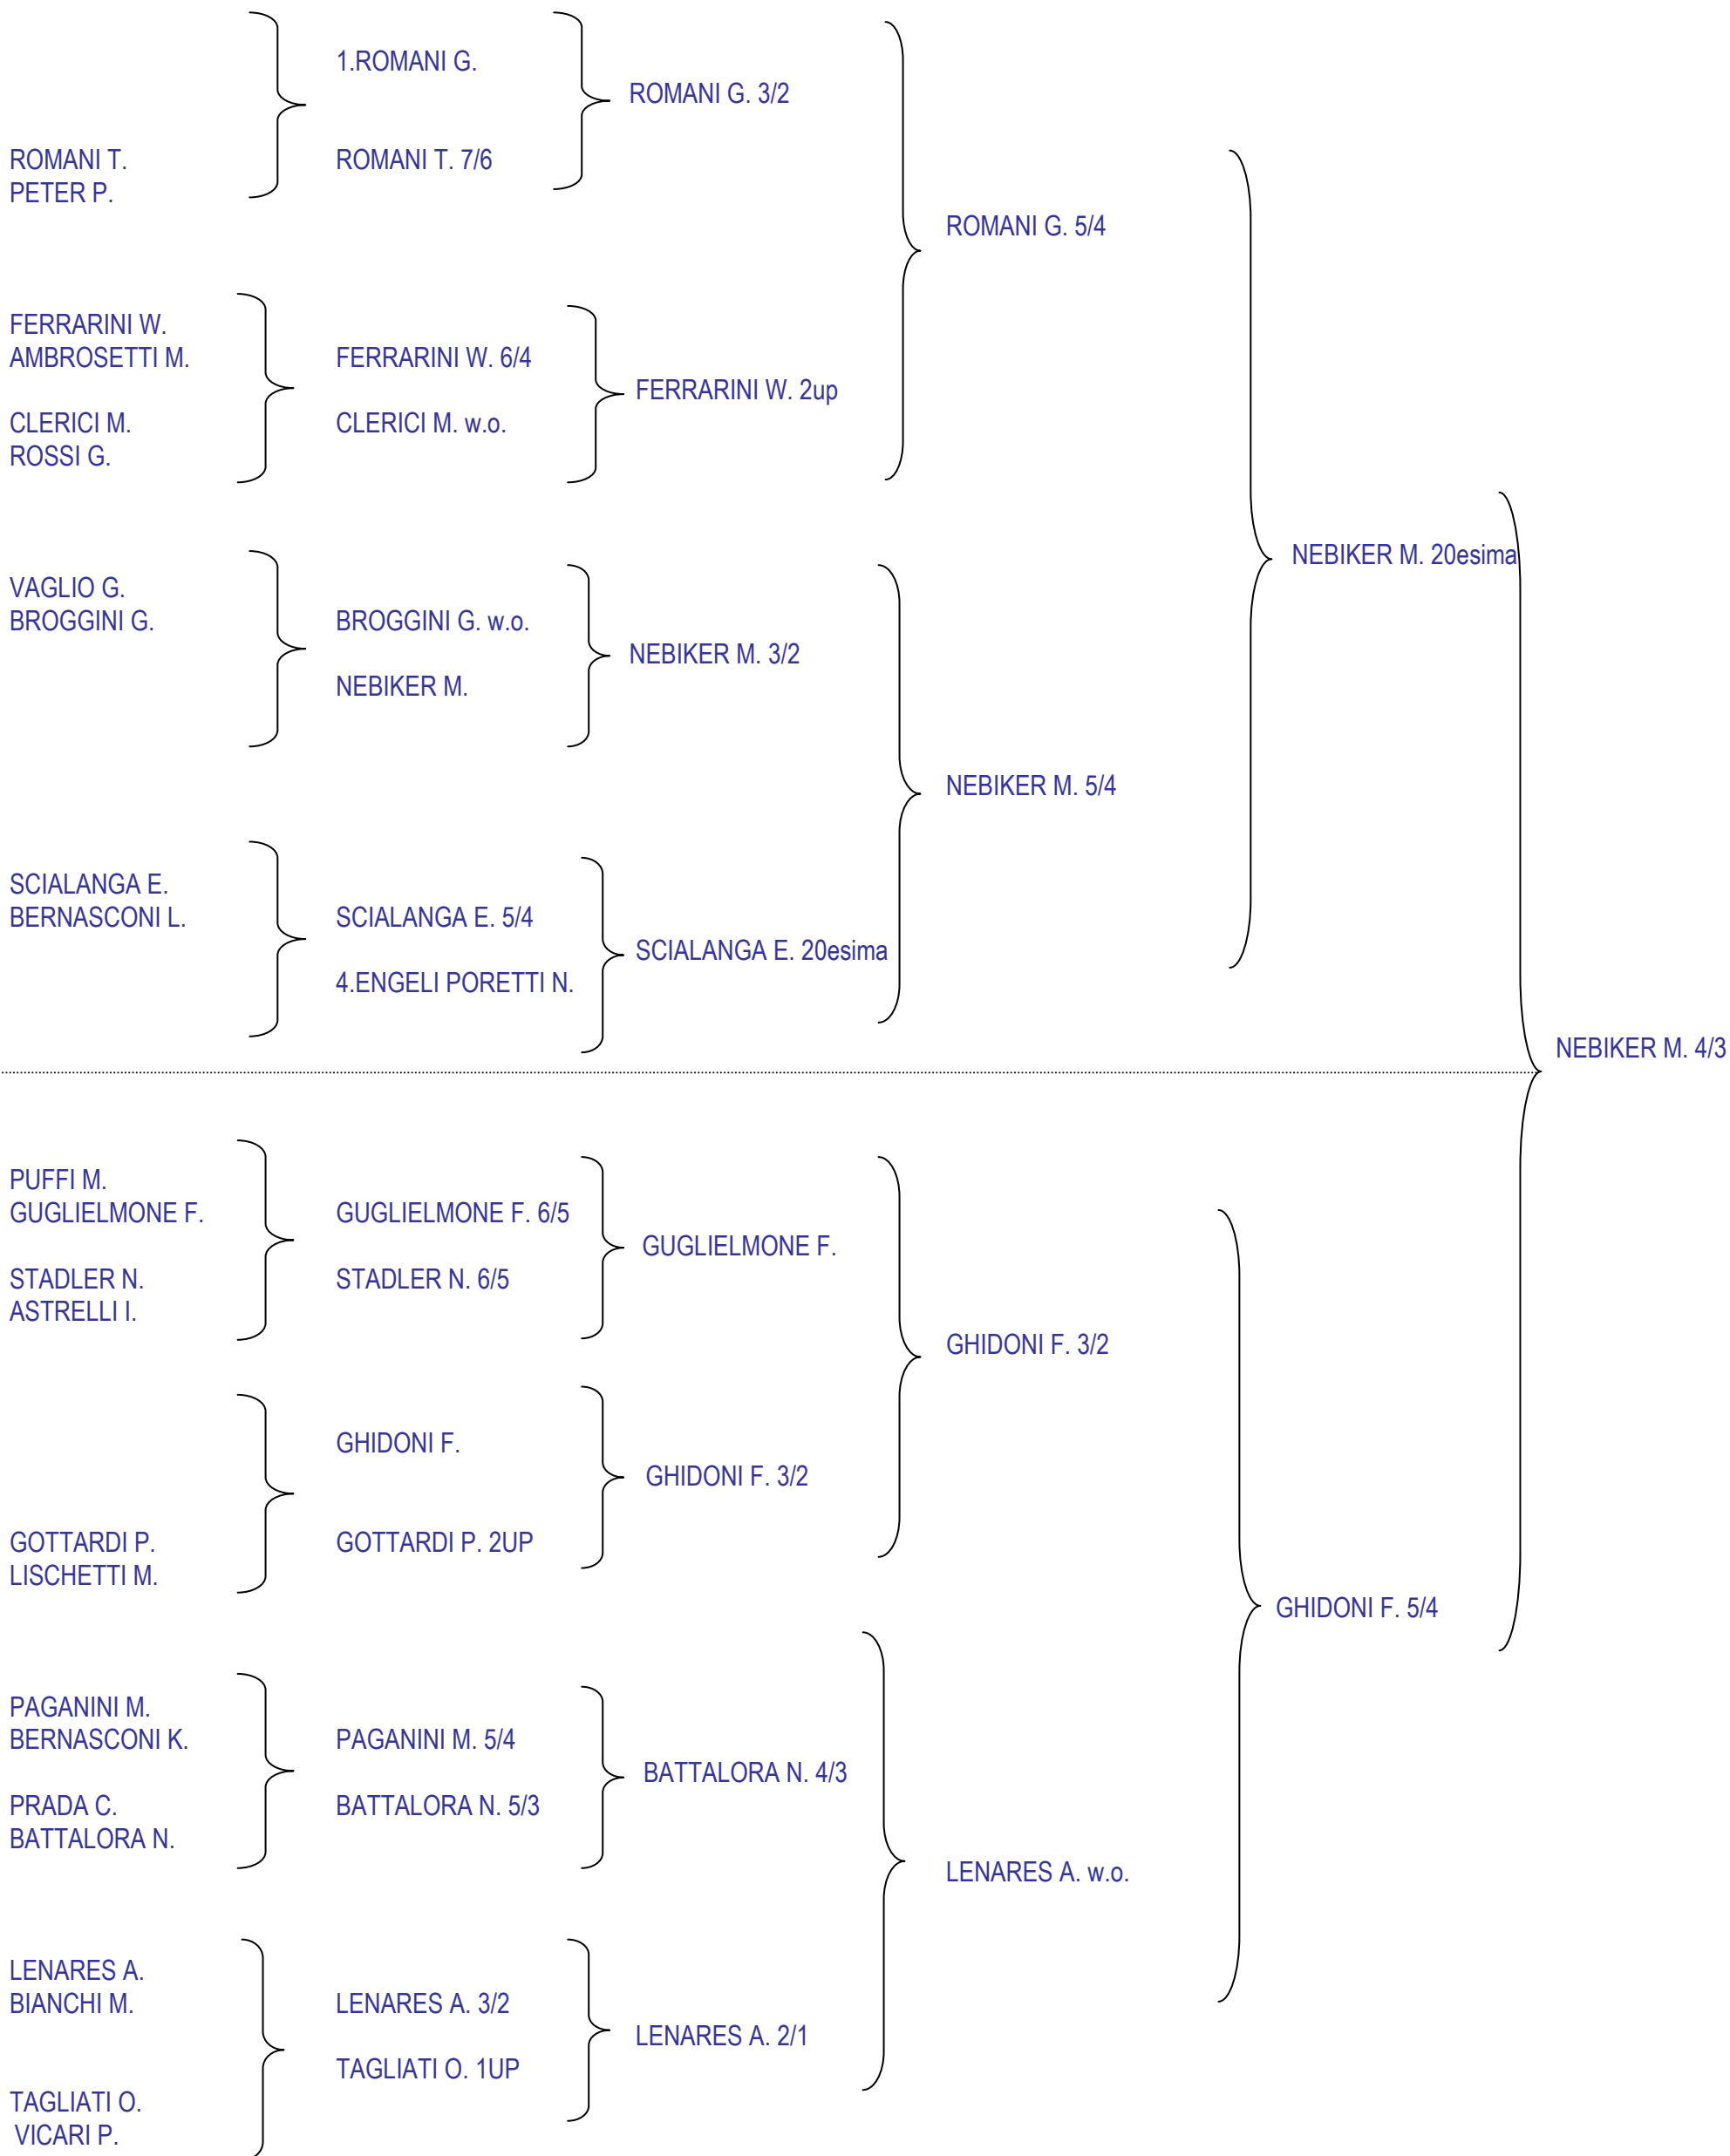 1.ROMANI G.
ROMANI G. 3/2
ROMANI T.
ROMANI T. 7/6
PETER P.
ROMANI G. 5/4
FERRARINI W.
AMBROSETTI M.
FERRARINI W. 6/4
FERRARINI W. 2up
CLERICI M.
CLERICI M. w.o.
ROSSI G.
NEBIKER M. 20esima
VAGLIO G.
BROGGINI G.
BROGGINI G. w.o.
NEBIKER M. 3/2
NEBIKER M.
NEBIKER M. 5/4
SCIALANGA E.
BERNASCONI L.
SCIALANGA E. 5/4
SCIALANGA E. 20esima
4.ENGELI PORETTI N.
NEBIKER M. 4/3
PUFFI M.
GUGLIELMONE F.
GUGLIELMONE F. 6/5
GUGLIELMONE F.
STADLER N.
STADLER N. 6/5
ASTRELLI I.
GHIDONI F. 3/2
GHIDONI F.
GHIDONI F. 3/2
GOTTARDI P.
GOTTARDI P. 2UP
LISCHETTI M.
GHIDONI F. 5/4
PAGANINI M.
BERNASCONI K.
PAGANINI M. 5/4
BATTALORA N. 4/3
PRADA C.
BATTALORA N. 5/3
BATTALORA N.
LENARES A. w.o.
LENARES A.
BIANCHI M.
LENARES A. 3/2
LENARES A. 2/1
TAGLIATI O. 1UP
TAGLIATI O.
VICARI P.